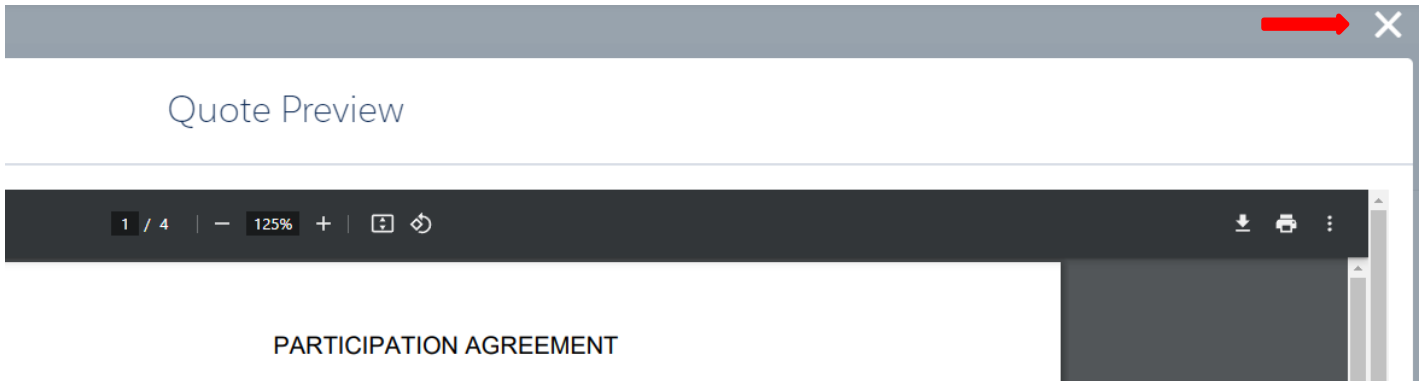 Quote Preview
1 / 4 | − 125% + |
PARTICIPATION AGREEMENT